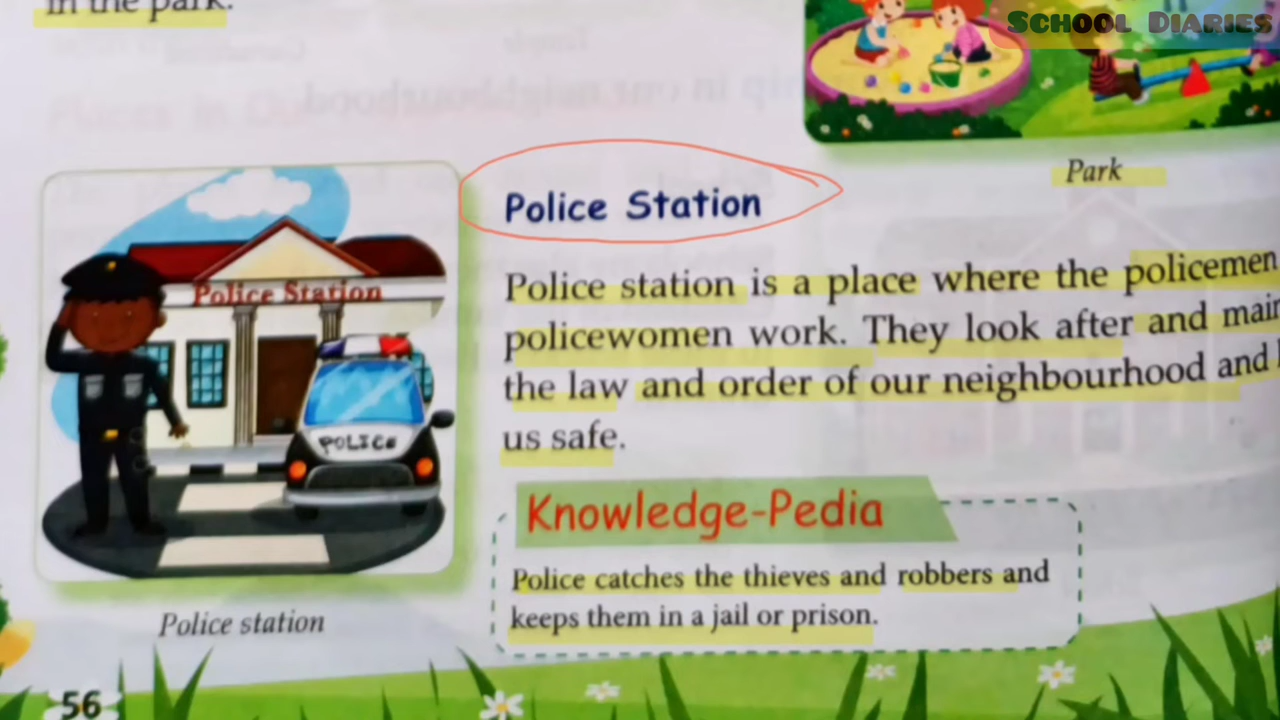 in the park.
SCHOOL DIARIES
Park
Police Station
Police station is a place where the policemen
policewomen work. They look after and
the law and order of our neighbourhood and
us safe.
Police Station
POLICE
Police station
Knowledge-Pedia
Police catches the thieves and robbers and
keeps them in a jail or prison.
56